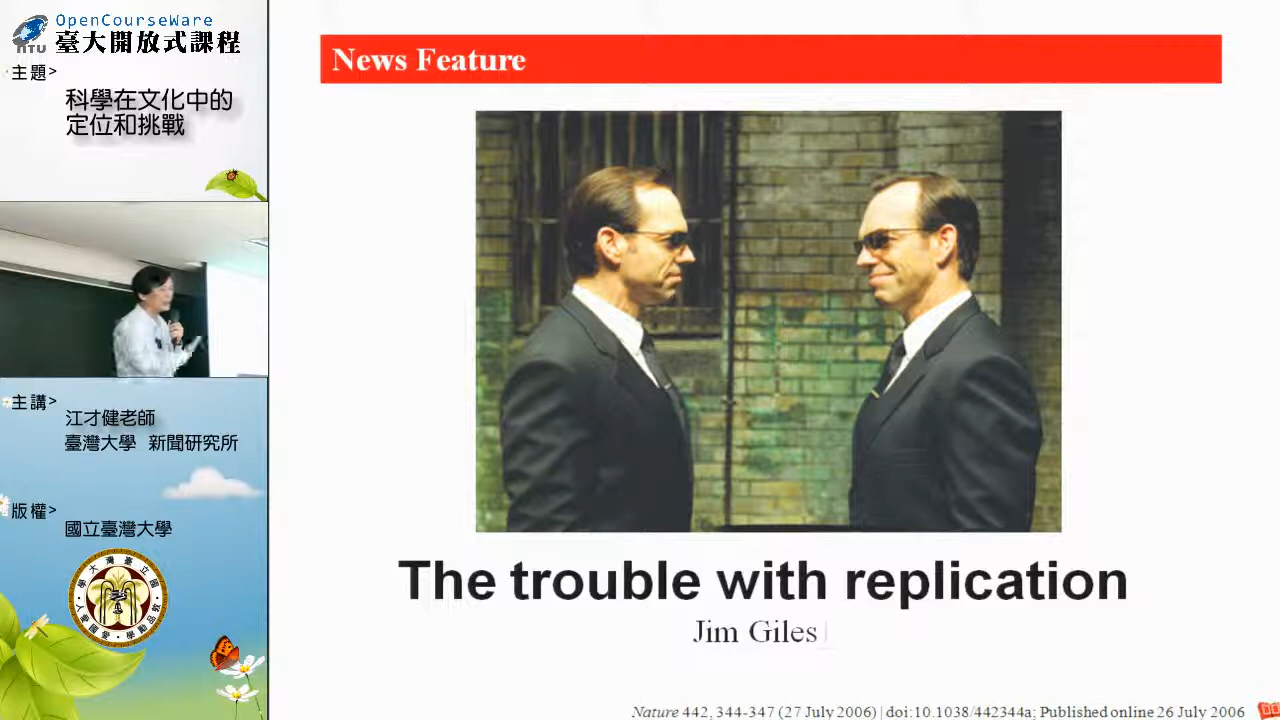 OpenCourseWare
NTU
臺大開放式課程
主題>
科學在文化中的
定位和挑戰
主講>
江才健老師
臺灣大學 新聞研究所
版權>
國立臺灣大學
News Feature
The trouble with replication
Jim Giles
Nature 442, 344-347 (27 July 2006) | doi:10.1038/442344a; Published online 26 July 2006